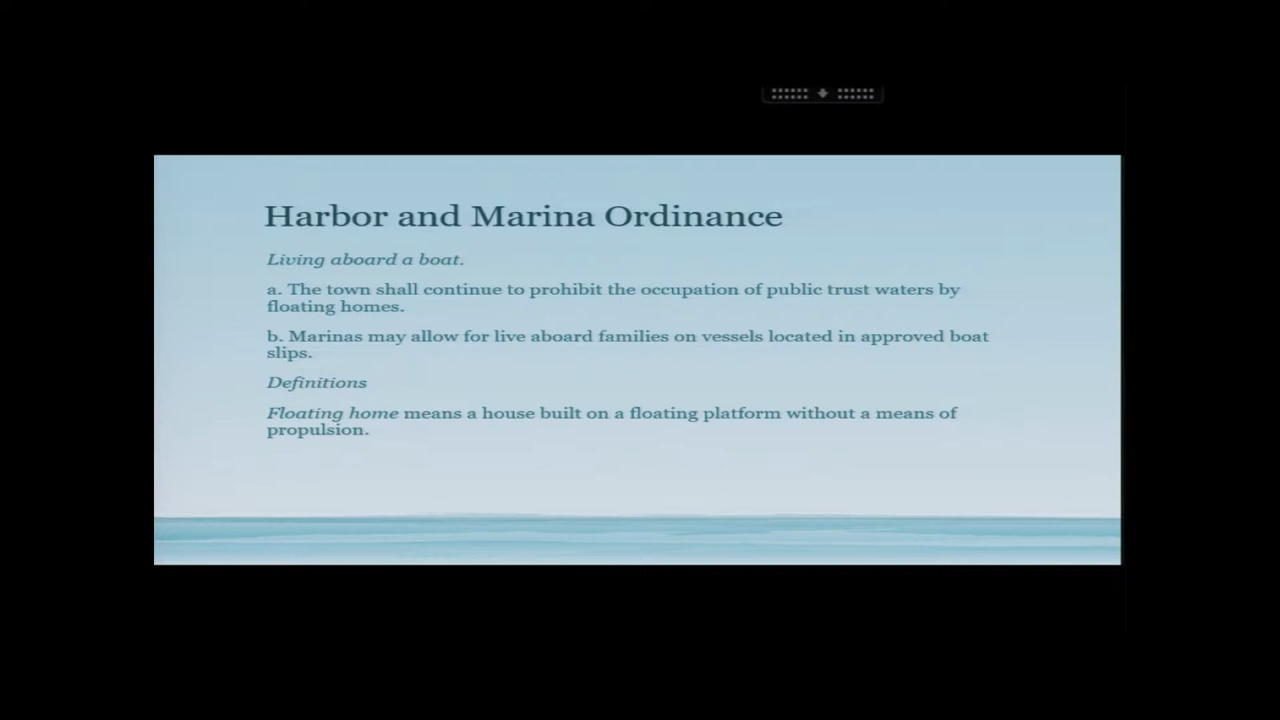 Harbor and Marina Ordinance
Living aboard a boat.
a. The town shall continue to prohibit the occupation of public trust waters by
floating homes.
b. Marinas may allow for live aboard families on vessels located in approved boat
slips.
Definitions
Floating home means a house built on a floating platform without a means of
propulsion.